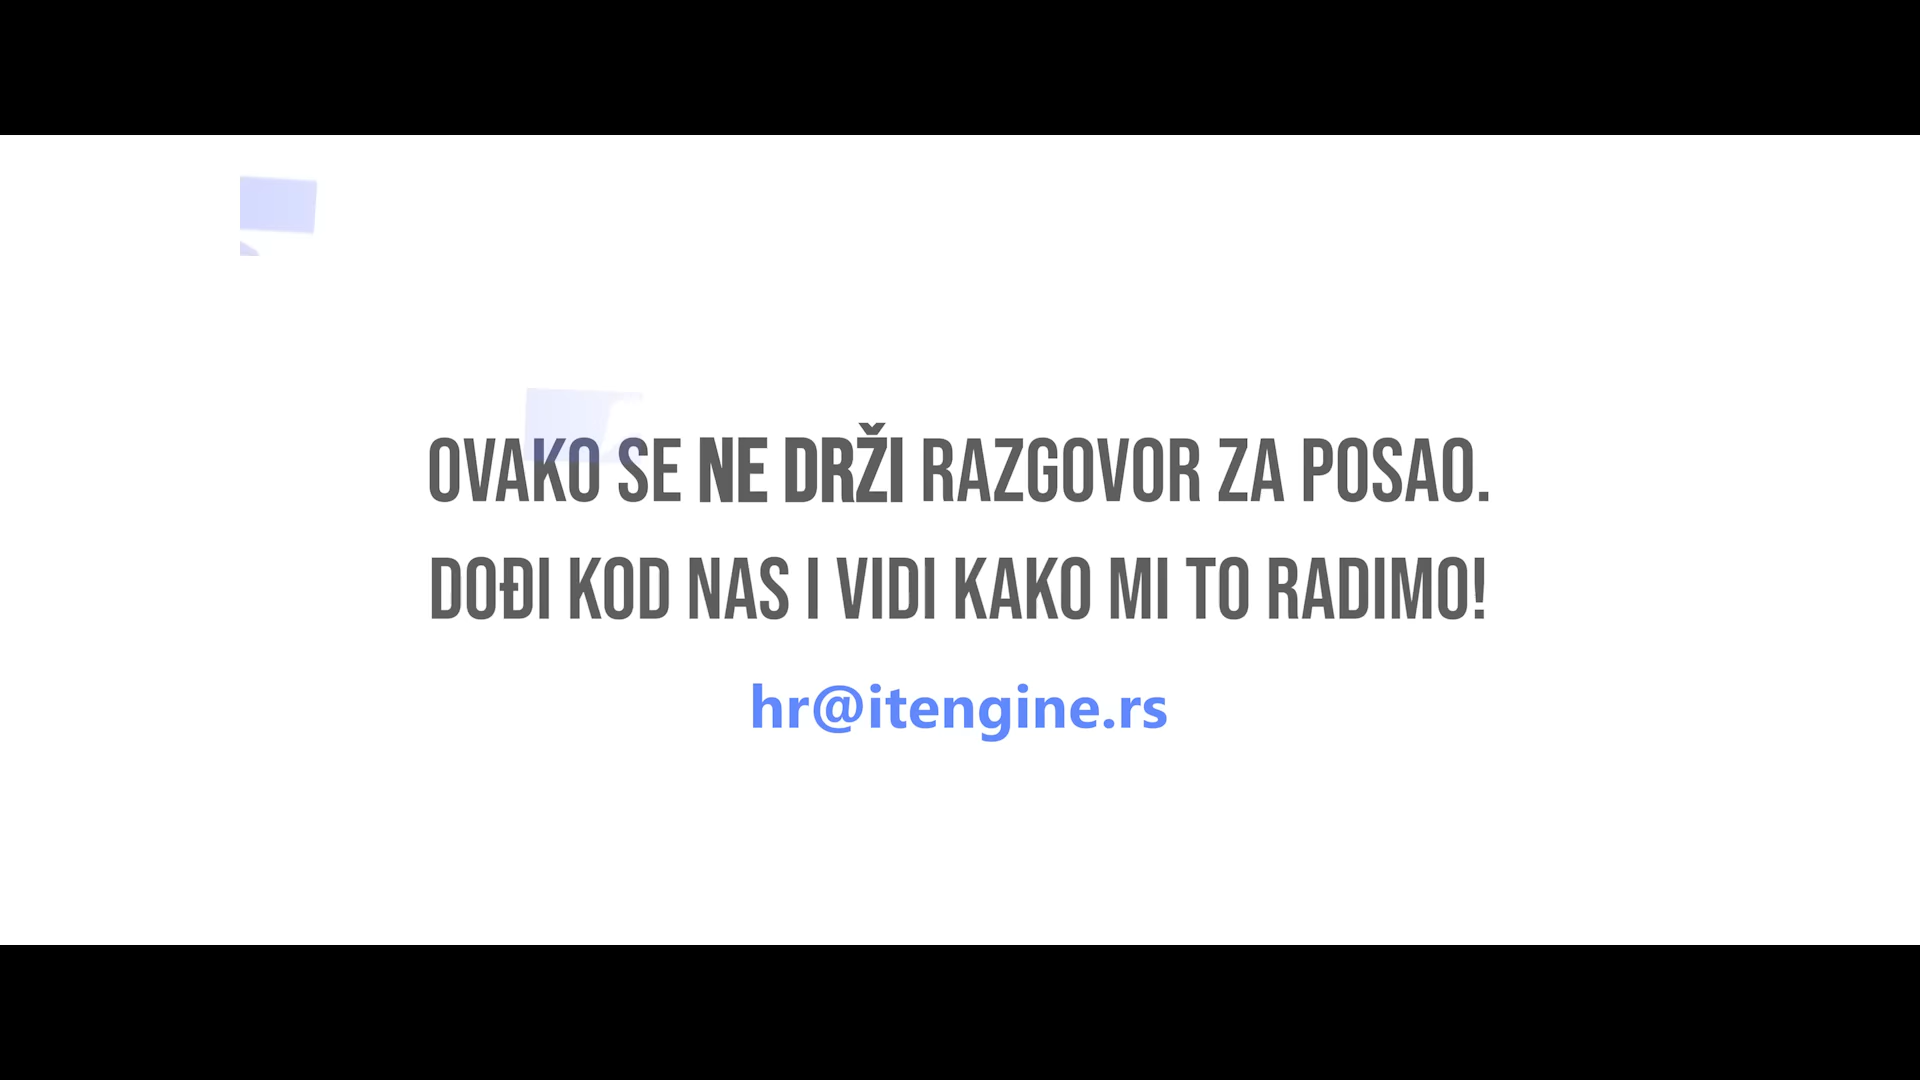 OVAKO SE NE DRŽI RAZGOVOR ZA POSAO.
DOĐI KOD NAS I VIDI KAKO MI TO RADIMO!
hr@itengine.rs